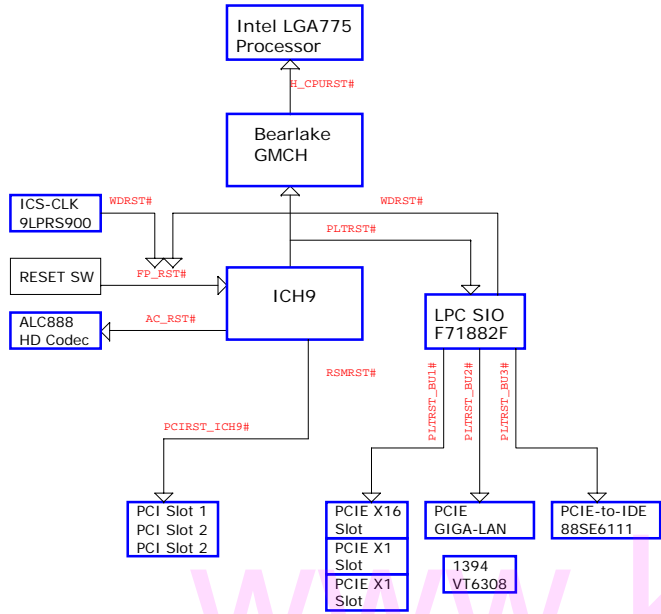 Intel LGA775
Processor
H_CPURST#
Bearlake
GMCH
ICS-CLK
9LPRS900
WDRST#
WDRST#
PLTRST#
RESET SW
FP_RST#
ICH9
LPC SIO
F71882F
ALC888
HD Codec
AC_RST#
RSMRST#
PLTRST_BU1#
PLTRST_BU2#
PLTRST_BU3#
PCIRST_ICH9#
PCI Slot 1
PCI Slot 2
PCI Slot 2
PCIE X16
Slot
PCIE X1
Slot
PCIE X1
Slot
PCIE
GIGA-LAN
PCIE-to-IDE
88SE6111
1394
VT6308
www.k